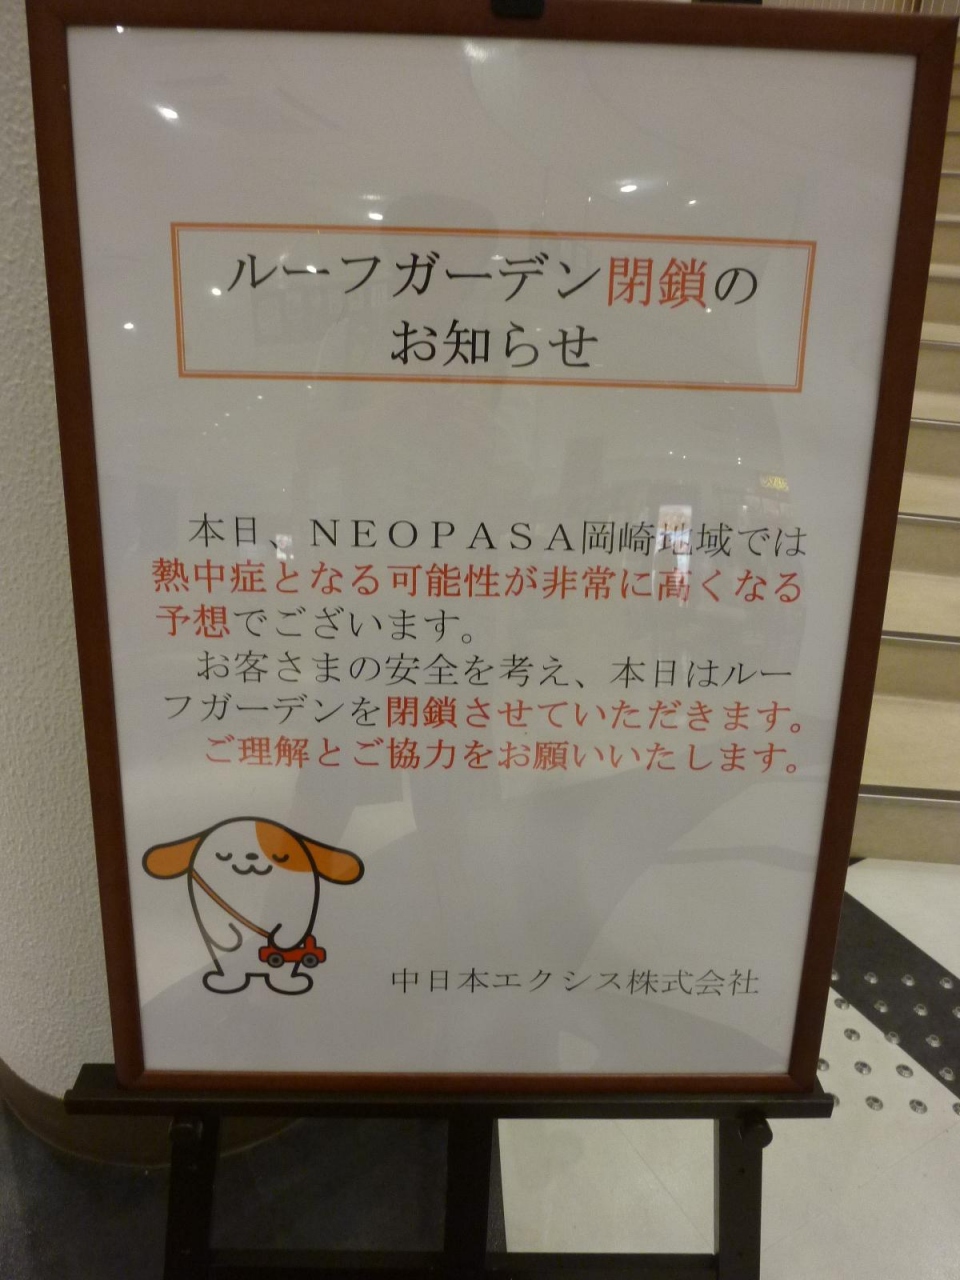 ルーフガーデン閉鎖の
お知らせ
本日、ＮＥＯＰＡＳＡ岡崎地域では
熱中症となる可能性が非常に高くなる
予想でございます。
お客さまの安全を考え、本日はルー
フガーデンを閉鎖させていただきます。
ご理解とご協力をお願いいたします。
中日本エクシス株式会社